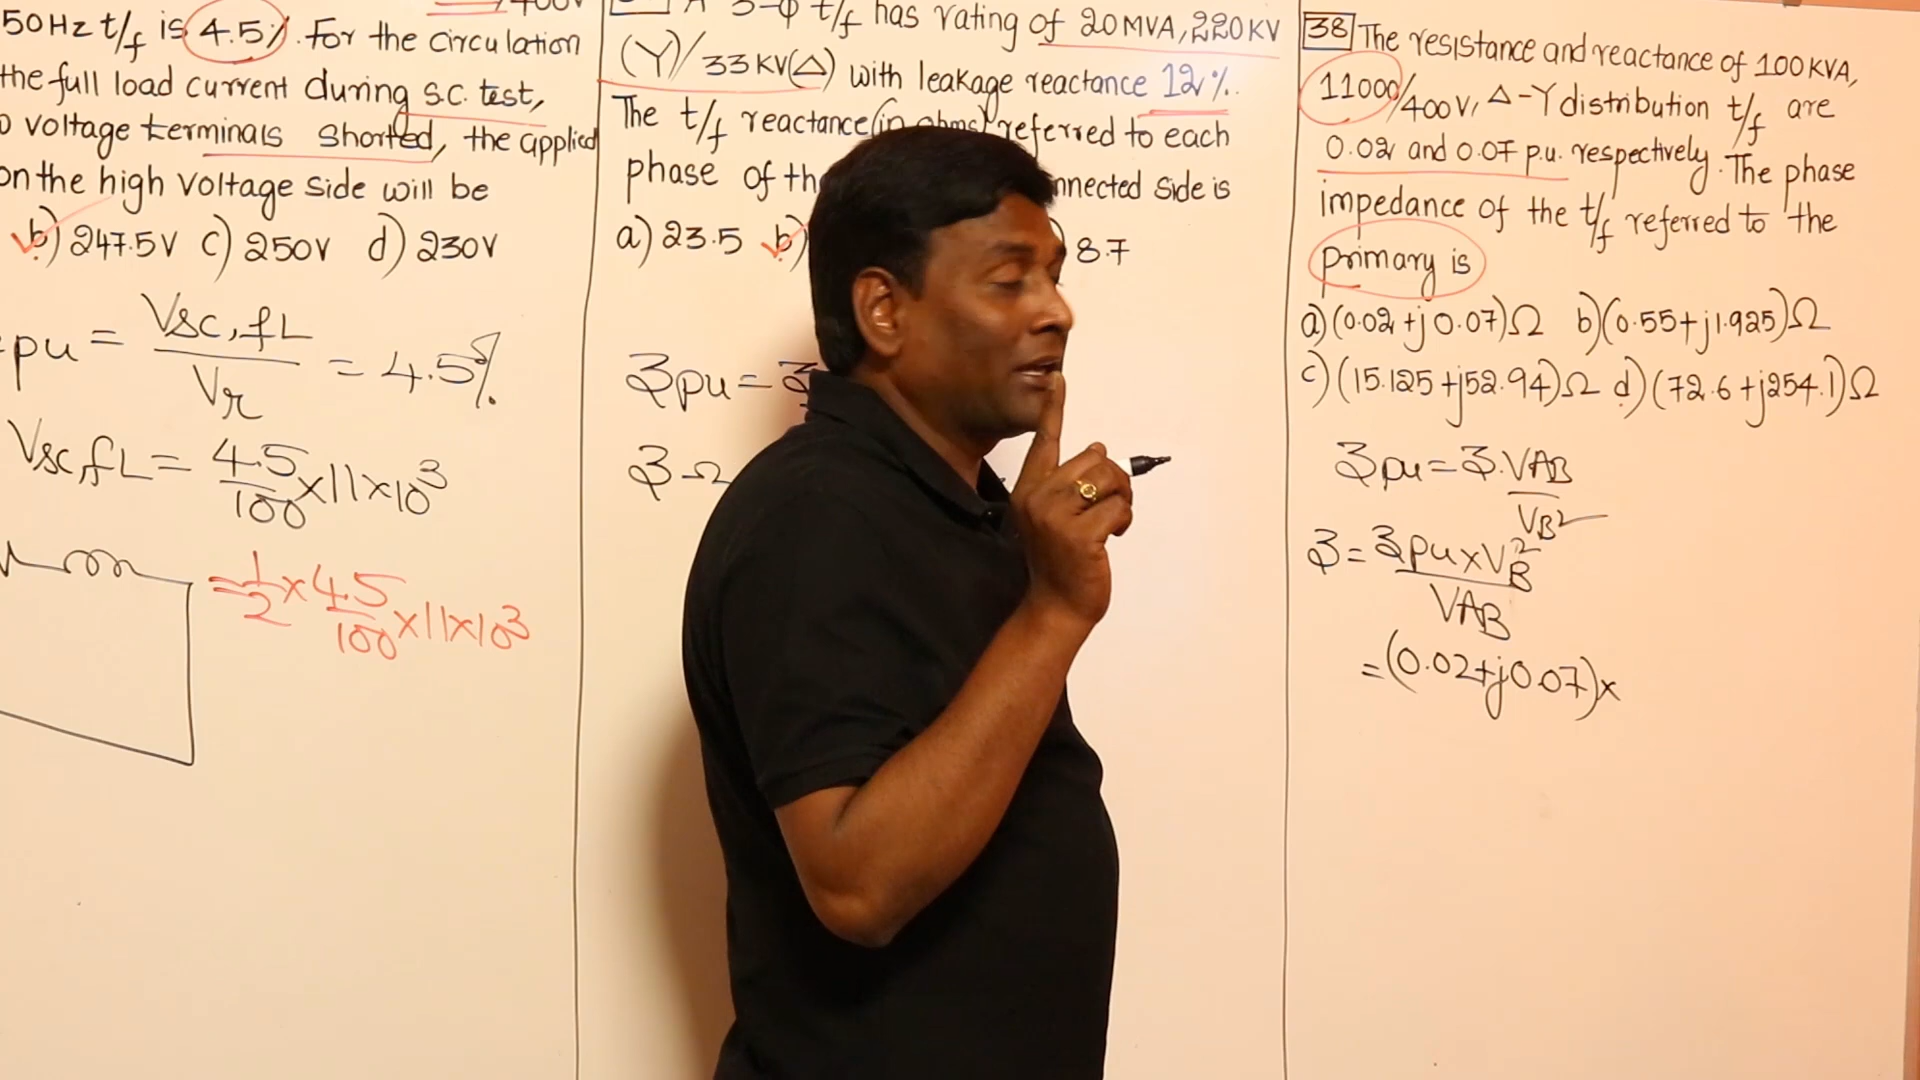 50Hz t/f is 4.5%. For the circulation
the full load current during s.c. test,
voltage terminals shorted, the applied
on the high voltage side will be
b) 247.5V c) 250V d) 230V
pu = Vsc,fL / Vr = 4.5%
Vsc,fL = 4.5/100 x 11 x 10³
= 1/2 x 4.5/100 x 11 x 10³
A 3-φ t/f has rating of 20MVA, 220KV
(Y)/33KV(Δ) with leakage reactance 12%.
The t/f reactance (in ohms) referred to each
phase of the nnected side is
a) 23.5 b) 8.7
Zpu = Z
Z Ω
38 The resistance and reactance of 100KVA,
11000/400V, Δ-Y distribution t/f are
0.02 and 0.07 p.u. respectively. The phase
impedance of the t/f referred to the
primary is
a) (0.02+j0.07)Ω b) (0.55+j1.925)Ω
c) (15.125+j52.94)Ω d) (72.6+j254.1)Ω
Zpu = Z.VAB / VB²
Z = Zpu x VB² / VAB
= (0.02+j0.07) x